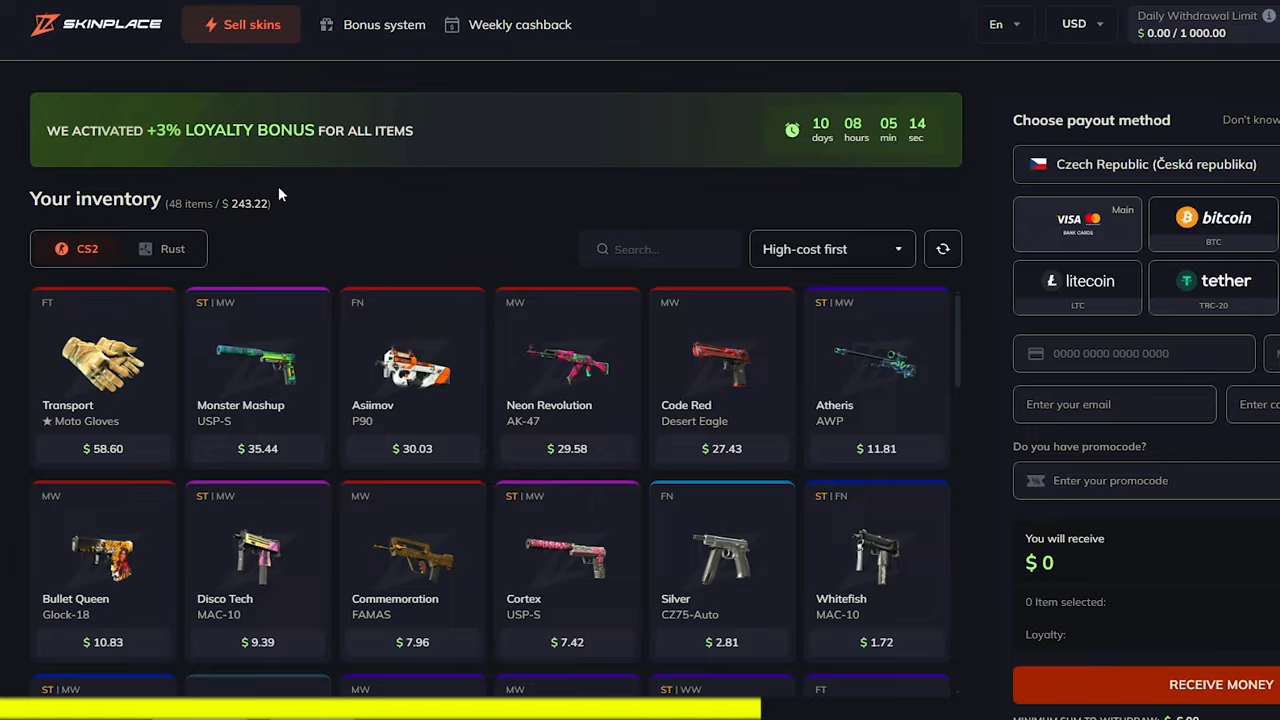 SKINPLACE
Sell skins
Bonus system
Weekly cashback
En
USD
Daily Withdrawal Limit
$ 0.00 / 1 000.00
WE ACTIVATED +3% LOYALTY BONUS FOR ALL ITEMS
10 08 05 14
days hours min sec
Your inventory (48 items / $ 243.22)
CS2
Rust
Search...
High-cost first
FT
Transport
★ Moto Gloves
$ 58.60
ST | MW
Monster Mashup
USP-S
$ 35.44
FN
Asiimov
P90
$ 30.03
MW
Neon Revolution
AK-47
$ 29.58
MW
Code Red
Desert Eagle
$ 27.43
ST | MW
Atheris
AWP
$ 11.81
MW
Bullet Queen
Glock-18
$ 10.83
ST | MW
Disco Tech
MAC-10
$ 9.39
MW
Commemoration
FAMAS
$ 7.96
ST | MW
Cortex
USP-S
$ 7.42
FN
Silver
CZ75-Auto
$ 2.81
ST | FN
Whitefish
MAC-10
$ 1.72
ST | MW
MW
MW
ST | WW
FT
Choose payout method
Don't know
Czech Republic (Česká republika)
Main
VISA
BANK CARDS
bitcoin
BTC
litecoin
LTC
tether
TRC-20
0000 0000 0000 0000
Enter your email
Enter co
Do you have promocode?
Enter your promocode
You will receive
$ 0
0 Item selected:
Loyalty:
RECEIVE MONEY
MINIMUM SUM TO WITHDRAW: $